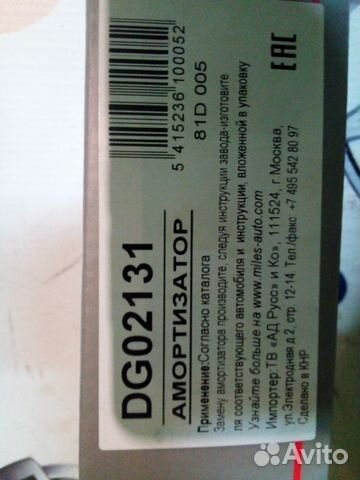 5 415236 100052
81D 005
EAC
DG02131
АМОРТИЗАТОР
Применение:Согласно каталога
Замену амортизатора производите, следуя инструкции завода-изготовите
ля соответствующего автомобиля и инструкции, вложенной в упаковку
Узнайте больше на www.miles-auto.com
Импортер:ТВ «АД Русс» и Ко», 111524, г.Москва,
ул.Электродная д.2, стр. 12-14 Тел./факс +7 495 542 80 97
Сделано в КНР
Avito